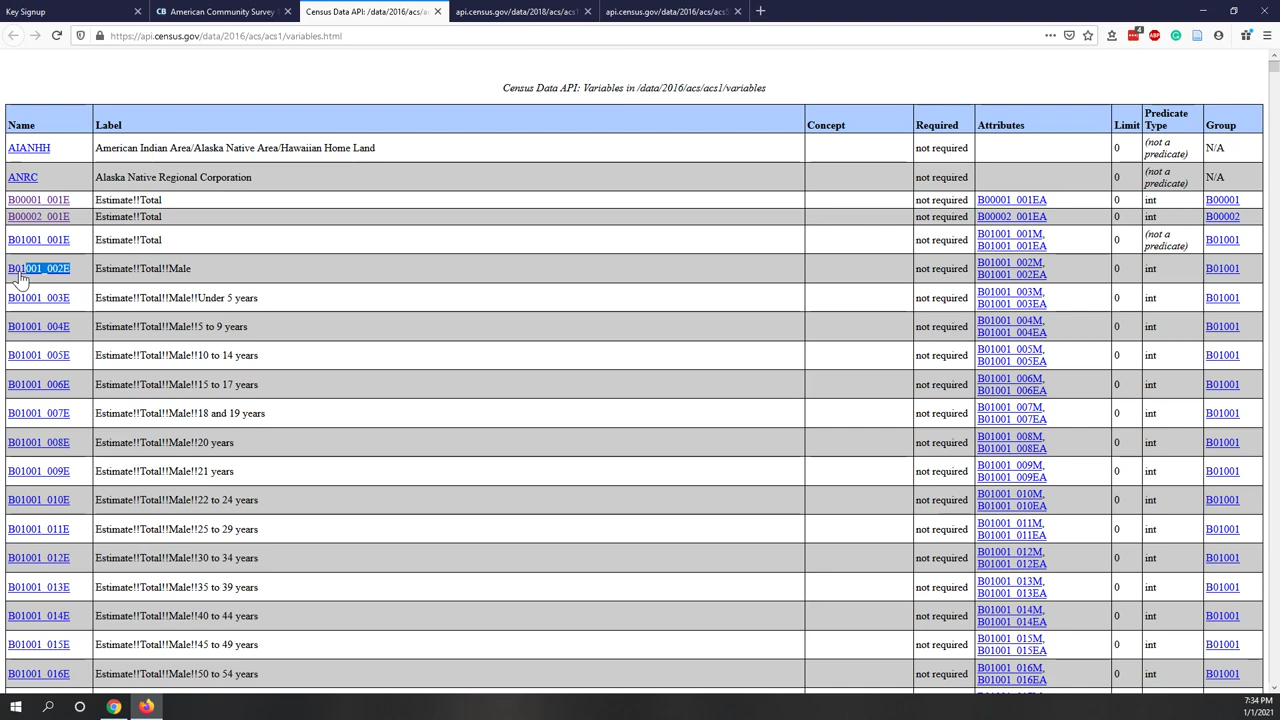 Key Signup
CB American Community Survey
Census Data API: /data/2016/acs/
api.census.gov/data/2018/acs/acs1
api.census.gov/data/2016/acs/acs
https://api.census.gov/data/2016/acs/acs1/variables.html
4
ABP
Census Data API: Variables in /data/2016/acs/acs1/variables
Name Label Concept Required Attributes Limit Predicate Type Group
AIANHH American Indian Area/Alaska Native Area/Hawaiian Home Land not required 0 (not a predicate) N/A
ANRC Alaska Native Regional Corporation not required 0 (not a predicate) N/A
B00001_001E Estimate!!Total not required B00001_001EA 0 int B00001
B00002_001E Estimate!!Total not required B00002_001EA 0 int B00002
B01001_001E Estimate!!Total not required B01001_001M, B01001_001EA 0 (not a predicate) B01001
B01001_002E Estimate!!Total!!Male not required B01001_002M, B01001_002EA 0 int B01001
B01001_003E Estimate!!Total!!Male!!Under 5 years not required B01001_003M, B01001_003EA 0 int B01001
B01001_004E Estimate!!Total!!Male!!5 to 9 years not required B01001_004M, B01001_004EA 0 int B01001
B01001_005E Estimate!!Total!!Male!!10 to 14 years not required B01001_005M, B01001_005EA 0 int B01001
B01001_006E Estimate!!Total!!Male!!15 to 17 years not required B01001_006M, B01001_006EA 0 int B01001
B01001_007E Estimate!!Total!!Male!!18 and 19 years not required B01001_007M, B01001_007EA 0 int B01001
B01001_008E Estimate!!Total!!Male!!20 years not required B01001_008M, B01001_008EA 0 int B01001
B01001_009E Estimate!!Total!!Male!!21 years not required B01001_009M, B01001_009EA 0 int B01001
B01001_010E Estimate!!Total!!Male!!22 to 24 years not required B01001_010M, B01001_010EA 0 int B01001
B01001_011E Estimate!!Total!!Male!!25 to 29 years not required B01001_011M, B01001_011EA 0 int B01001
B01001_012E Estimate!!Total!!Male!!30 to 34 years not required B01001_012M, B01001_012EA 0 int B01001
B01001_013E Estimate!!Total!!Male!!35 to 39 years not required B01001_013M, B01001_013EA 0 int B01001
B01001_014E Estimate!!Total!!Male!!40 to 44 years not required B01001_014M, B01001_014EA 0 int B01001
B01001_015E Estimate!!Total!!Male!!45 to 49 years not required B01001_015M, B01001_015EA 0 int B01001
B01001_016E Estimate!!Total!!Male!!50 to 54 years not required B01001_016M, B01001_016EA 0 int B01001
7:34 PM
1/1/2021